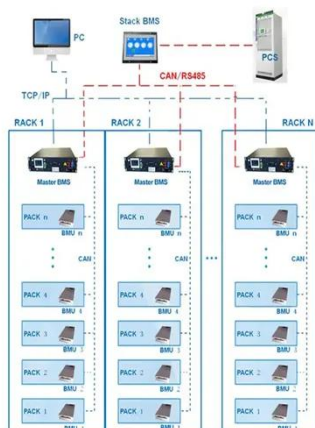 PC
Stack BMS
PCS
CAN/RS485
TCP/IP
RACK 1
RACK 2
RACK N
Master BMS
Master BMS
Master BMS
PACK n
PACK n
PACK n
BMU n
BMU n
BMU n
CAN
CAN
CAN
PACK 4
PACK 4
PACK 4
BMU 4
BMU 4
BMU 4
PACK 3
PACK 3
PACK 3
BMU 3
BMU 3
BMU 3
PACK 2
PACK 2
PACK 2
BMU 2
BMU 2
BMU 2
PACK 1
PACK 1
PACK 1